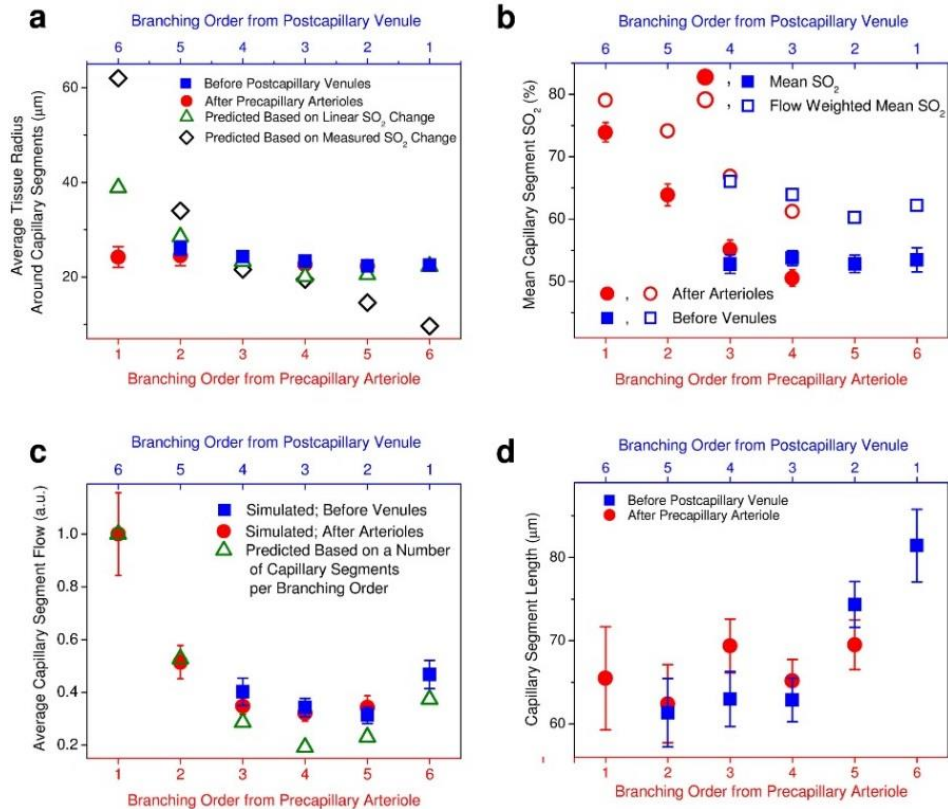 a
Branching Order from Postcapillary Venule
6 5 4 3 2 1
Before Postcapillary Venules
After Precapillary Arterioles
Predicted Based on Linear SO₂ Change
Predicted Based on Measured SO₂ Change
60
40
20
Average Tissue Radius
Around Capillary Segments (μm)
1 2 3 4 5 6
Branching Order from Precapillary Arteriole
b
Branching Order from Postcapillary Venule
6 5 4 3 2 1
, Mean SO₂
, Flow Weighted Mean SO₂
80
70
60
50
Mean Capillary Segment SO₂ (%)
, After Arterioles
, Before Venules
1 2 3 4 5 6
Branching Order from Precapillary Arteriole
c
Branching Order from Postcapillary Venule
6 5 4 3 2 1
Simulated; Before Venules
Simulated; After Arterioles
Predicted Based on a Number
of Capillary Segments
per Branching Order
1.0
0.8
0.6
0.4
0.2
Average Capillary Segment Flow (a.u.)
1 2 3 4 5 6
Branching Order from Precapillary Arteriole
d
Branching Order from Postcapillary Venule
6 5 4 3 2 1
Before Postcapillary Venule
After Precapillary Arteriole
80
70
60
Capillary Segment Length (μm)
1 2 3 4 5 6
Branching Order from Precapillary Arteriole